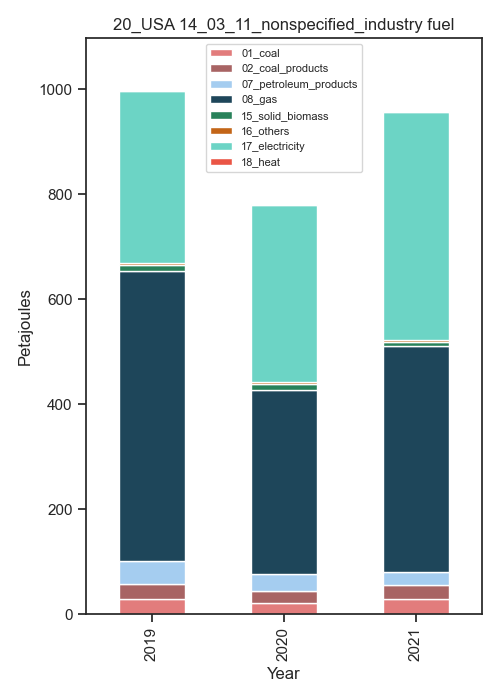 20_USA 14_03_11_nonspecified_industry fuel
01_coal
02_coal_products
07_petroleum_products
08_gas
15_solid_biomass
16_others
17_electricity
18_heat
1000
800
600
400
200
0
Petajoules
2019
2020
2021
Year